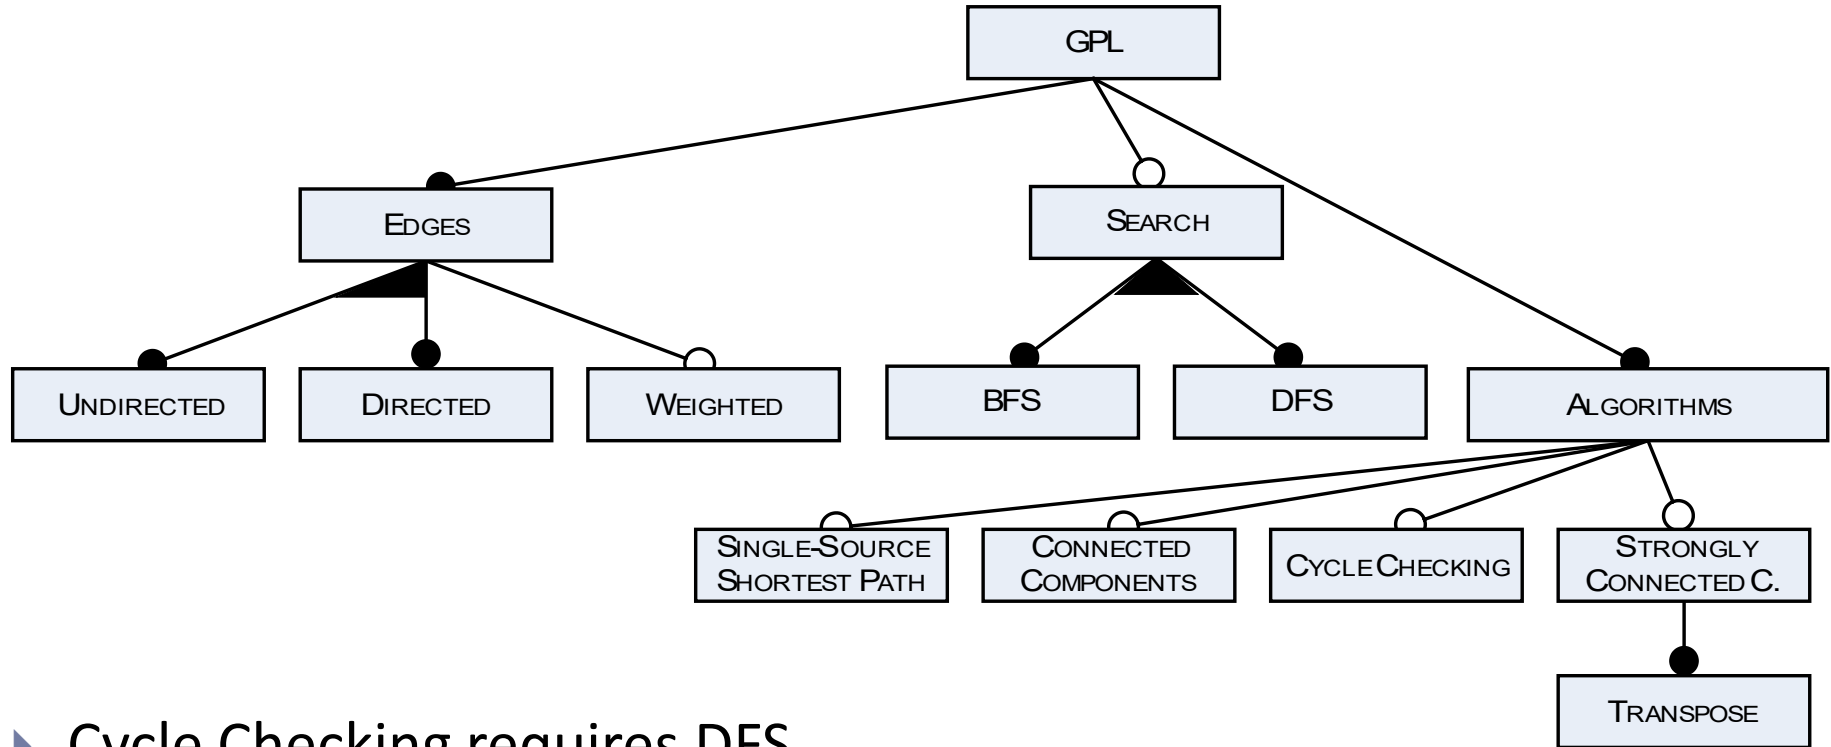 GPL
EDGES
SEARCH
UNDIRECTED
DIRECTED
WEIGHTED
BFS
DFS
ALGORITHMS
SINGLE-SOURCE
SHORTEST PATH
CONNECTED
COMPONENTS
CYCLE CHECKING
STRONGLY
CONNECTED C.
TRANSPOSE
Cycle Checking requires DFS